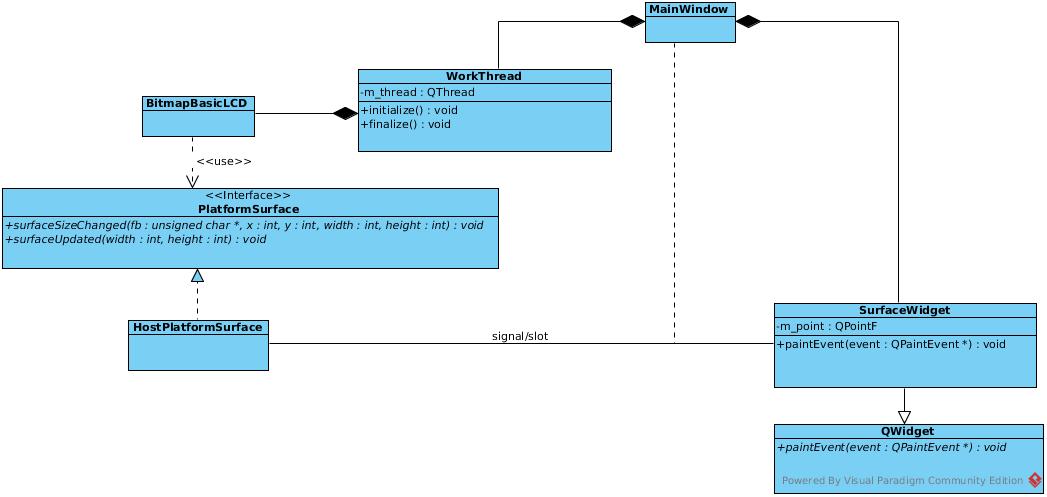 MainWindow
WorkThread
-m_thread : QThread
+initialize() : void
+finalize() : void
BitmapBasicLCD
<<use>>
<<Interface>>
PlatformSurface
+surfaceSizeChanged(fb : unsigned char *, x : int, y : int, width : int, height : int) : void
+surfaceUpdated(width : int, height : int) : void
HostPlatformSurface
signal/slot
SurfaceWidget
-m_point : QPointF
+paintEvent(event : QPaintEvent *) : void
QWidget
+paintEvent(event : QPaintEvent *) : void
Powered By Visual Paradigm Community Edition